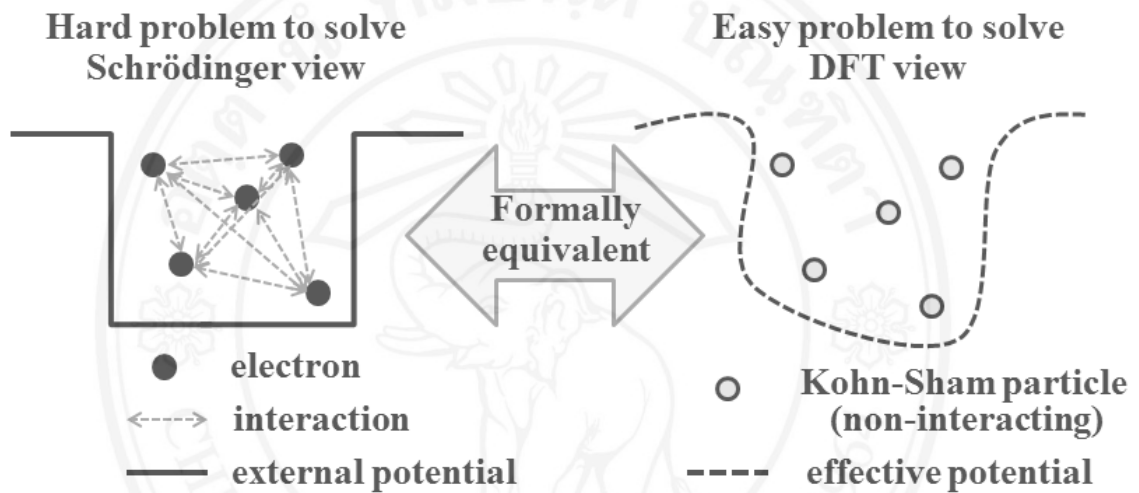 Hard problem to solve
Schrödinger view
Easy problem to solve
DFT view
Formally
equivalent
electron
interaction
external potential
Kohn-Sham particle
(non-interacting)
effective potential